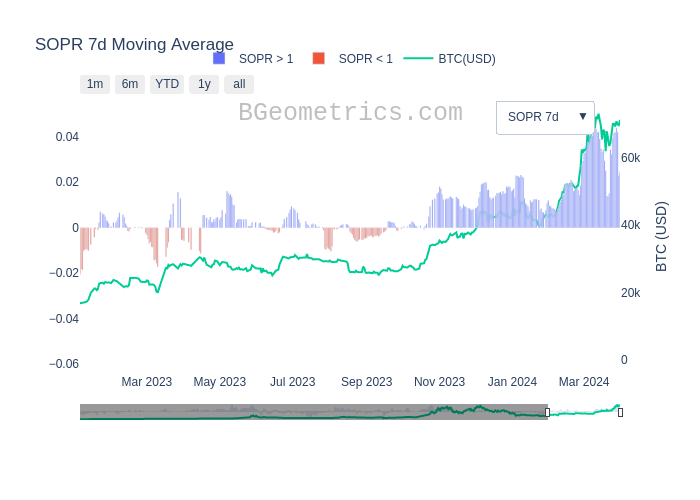 SOPR 7d Moving Average
SOPR > 1 SOPR < 1 BTC(USD)
1m 6m YTD 1y all
BGeometrics.com
SOPR 7d ▼
0.04
0.02
0
−0.02
−0.04
−0.06
60k
40k
20k
0
BTC (USD)
Mar 2023 May 2023 Jul 2023 Sep 2023 Nov 2023 Jan 2024 Mar 2024